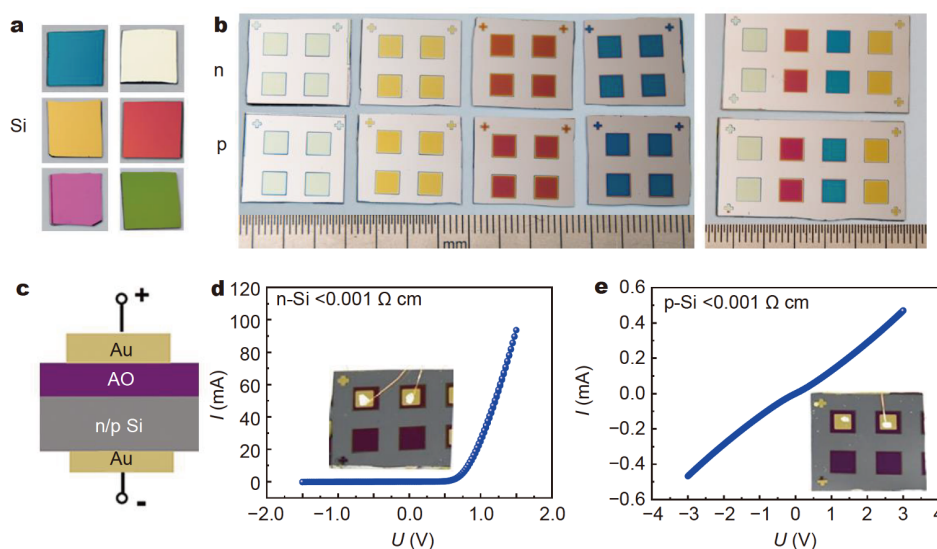 a
Si
b
n
p
mm
c
+
Au
AO
n/p Si
Au
-
d
n-Si <0.001 Ω cm
I (mA)
120
100
80
60
40
20
0
−2.0
−1.0
0.0
1.0
2.0
U (V)
e
p-Si <0.001 Ω cm
I (mA)
0.6
0.4
0.2
0.0
−0.2
−0.4
−0.6
−4
−3
−2
−1
0
1
2
3
4
U (V)